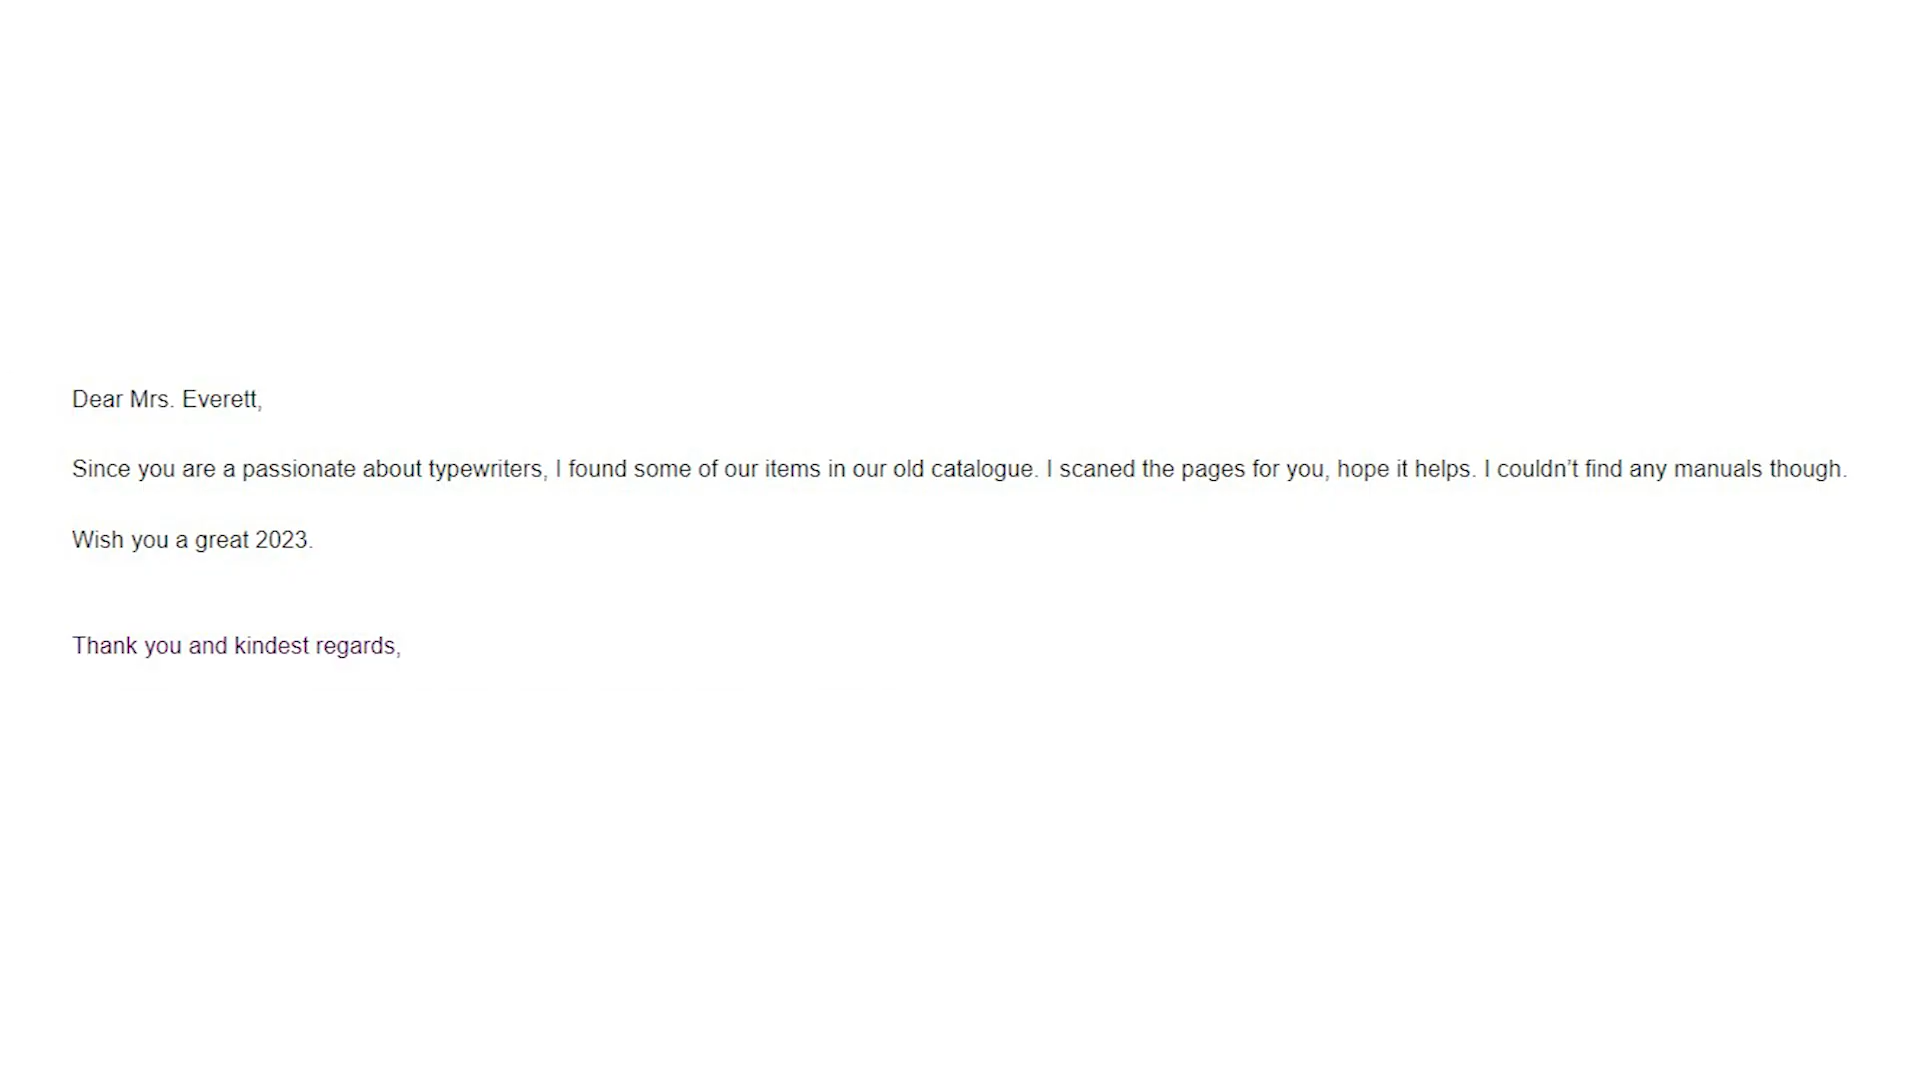 Dear Mrs. Everett,
Since you are a passionate about typewriters, I found some of our items in our old catalogue. I scaned the pages for you, hope it helps. I couldn’t find any manuals though.
Wish you a great 2023.
Thank you and kindest regards,